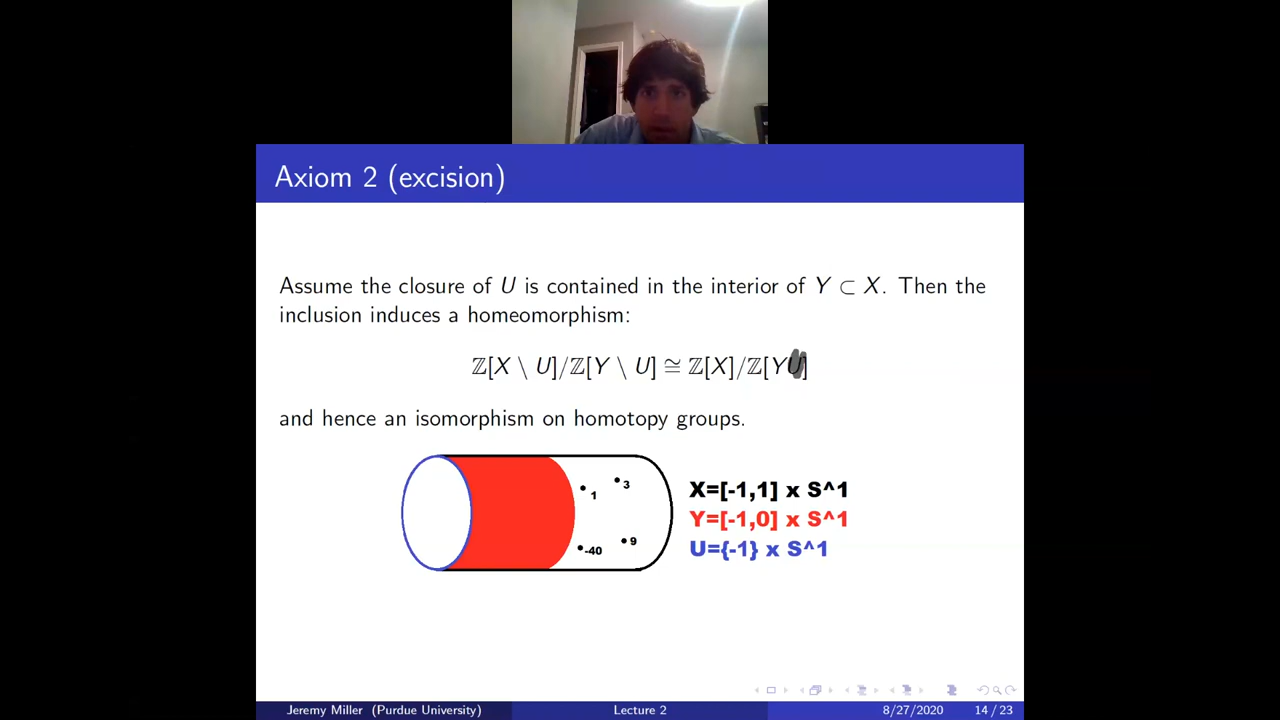 Axiom 2 (excision)
Assume the closure of U is contained in the interior of Y ⊂ X. Then the
inclusion induces a homeomorphism:
ℤ[X \ U]/ℤ[Y \ U] ≅ ℤ[X]/ℤ[YU]
and hence an isomorphism on homotopy groups.
1
3
-40
9
X=[-1,1] x S^1
Y=[-1,0] x S^1
U={-1} x S^1
Jeremy Miller (Purdue University) Lecture 2 8/27/2020 14 / 23